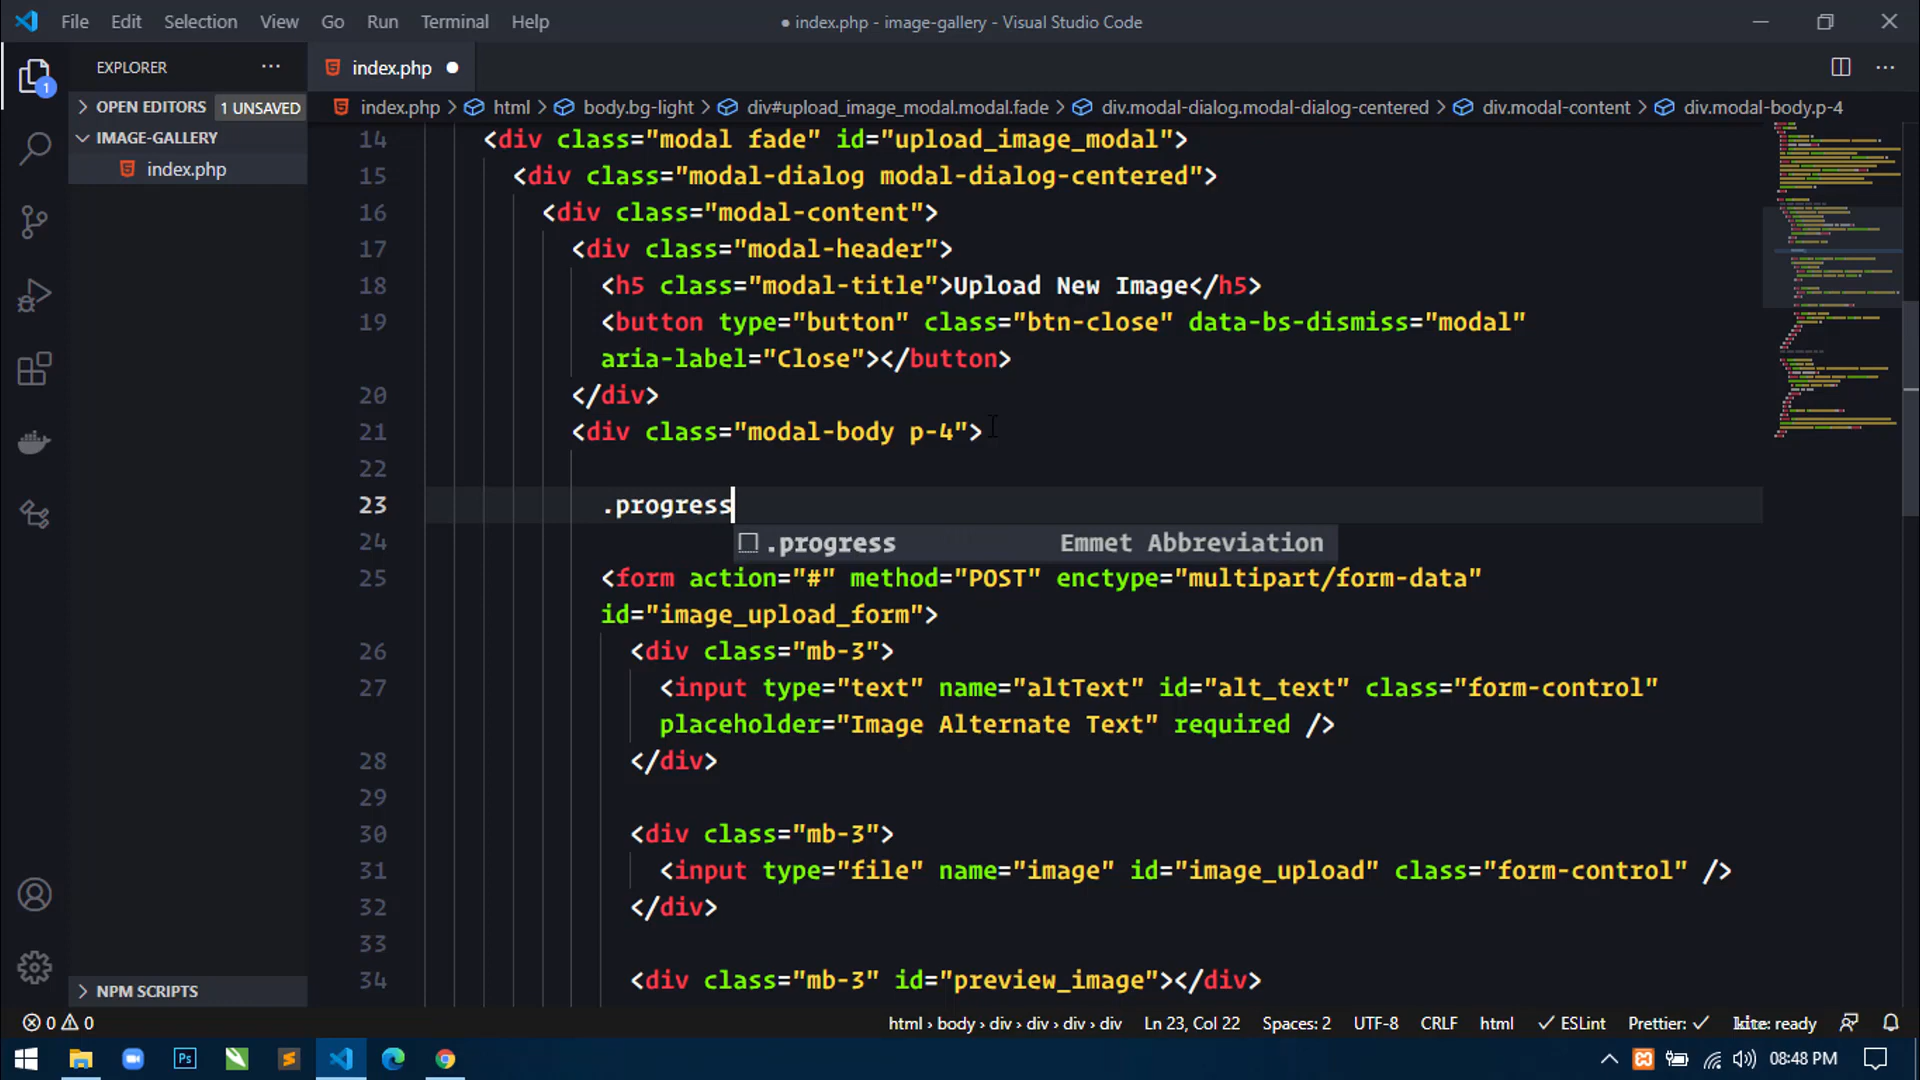 File Edit Selection View Go Run Terminal Help
● index.php - image-gallery - Visual Studio Code
EXPLORER
index.php
1
OPEN EDITORS 1 UNSAVED
IMAGE-GALLERY
index.php
index.php > html > body.bg-light > div#upload_image_modal.modal.fade > div.modal-dialog.modal-dialog-centered > div.modal-content > div.modal-body.p-4
14 <div class="modal fade" id="upload_image_modal">
15 <div class="modal-dialog modal-dialog-centered">
16 <div class="modal-content">
17 <div class="modal-header">
18 <h5 class="modal-title">Upload New Image</h5>
19 <button type="button" class="btn-close" data-bs-dismiss="modal"
aria-label="Close"></button>
20 </div>
21 <div class="modal-body p-4">
22
23 .progress
.progress Emmet Abbreviation
24
25 <form action="#" method="POST" enctype="multipart/form-data"
id="image_upload_form">
26 <div class="mb-3">
27 <input type="text" name="altText" id="alt_text" class="form-control"
placeholder="Image Alternate Text" required />
28 </div>
29
30 <div class="mb-3">
31 <input type="file" name="image" id="image_upload" class="form-control" />
32 </div>
33
34 <div class="mb-3" id="preview_image"></div>
NPM SCRIPTS
0 0
html › body › div › div › div › div
Ln 23, Col 22
Spaces: 2
UTF-8
CRLF
html
ESLint
Prettier: ✓
kite: ready
Ps
08:48 PM